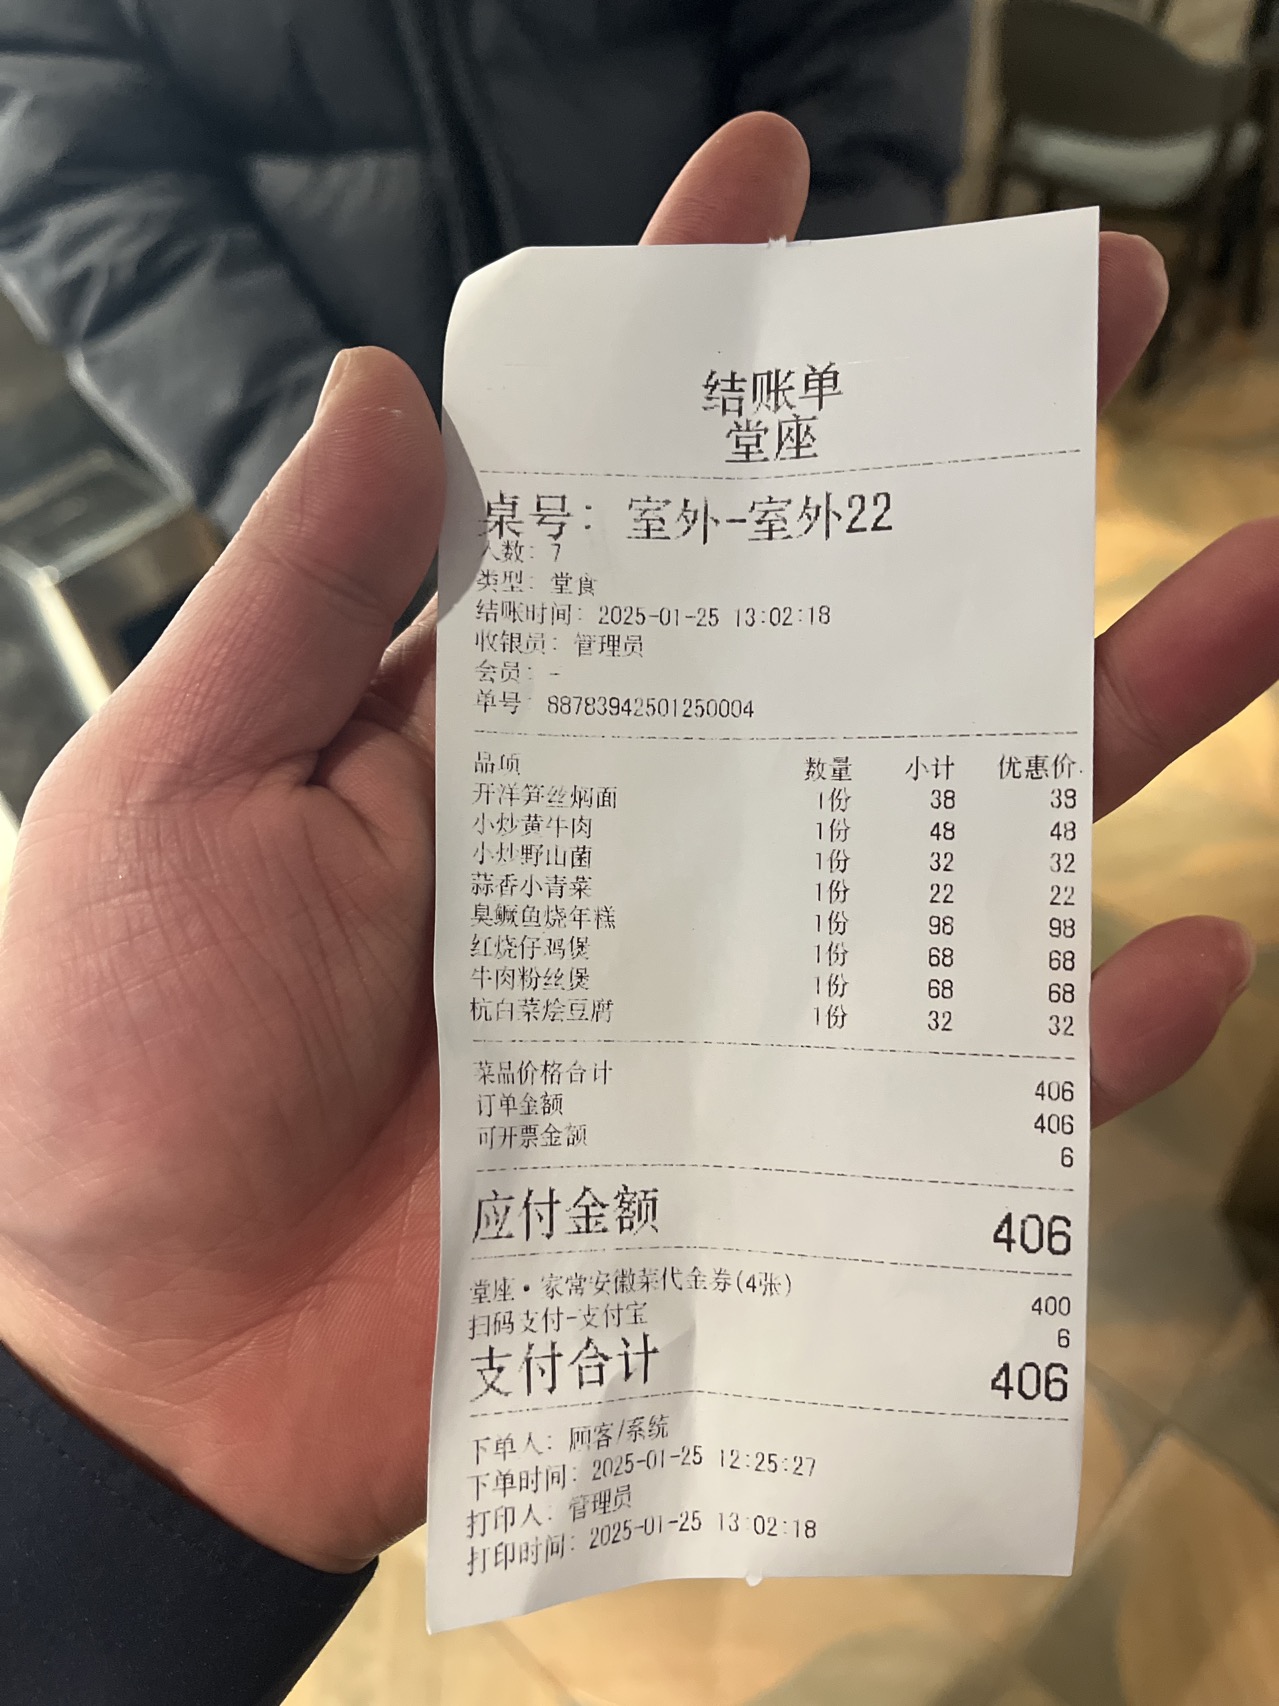 结账单
堂座
桌号: 室外-室外22
人数: 7
类型: 堂食
结账时间: 2025-01-25 13:02:18
收银员: 管理员
会员: -
单号: 88783942501250004
品项 数量 小计 优惠价
开洋笋丝焖面 1份 38 38
小炒黄牛肉 1份 48 48
小炒野山菌 1份 32 32
蒜香小青菜 1份 22 22
臭鳜鱼烧年糕 1份 98 98
红烧仔鸡煲 1份 68 68
牛肉粉丝煲 1份 68 68
杭白菜烩豆腐 1份 32 32
菜品价格合计 406
订单金额 406
可开票金额 6
应付金额 406
堂座·家常安徽菜代金券(4张) 400
扫码支付-支付宝 6
支付合计 406
下单人: 顾客/系统
下单时间: 2025-01-25 12:25:27
打印人: 管理员
打印时间: 2025-01-25 13:02:18